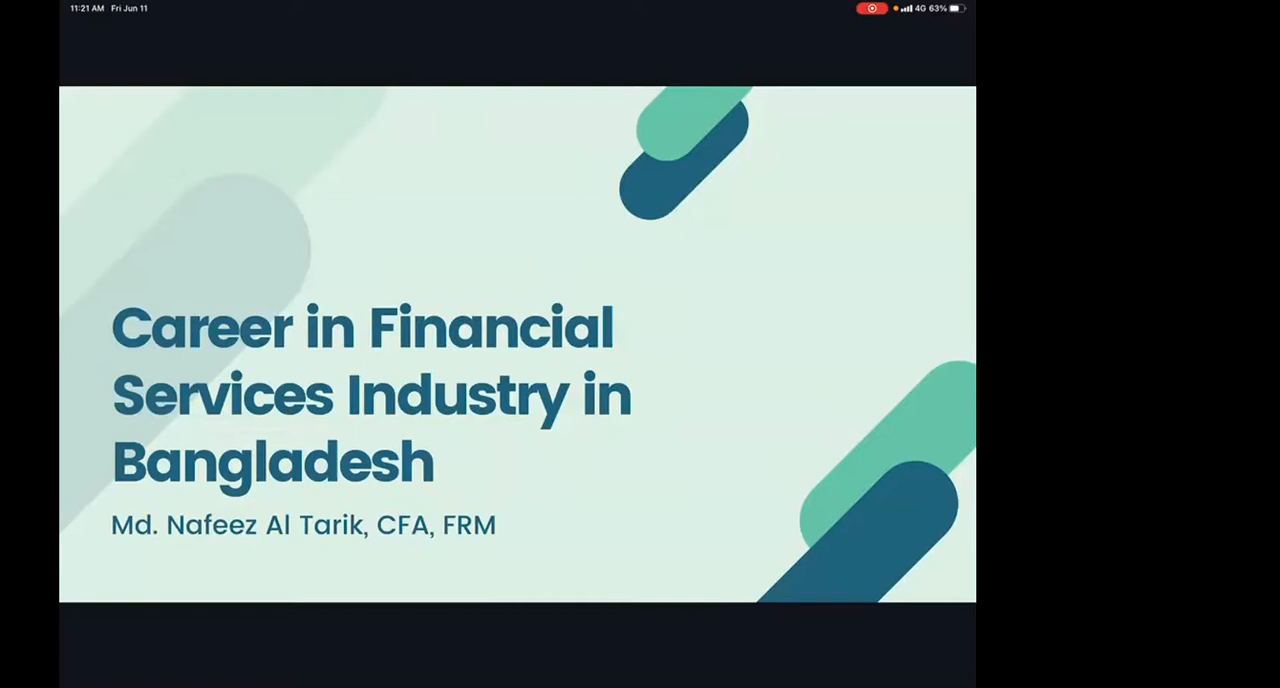 11:21 AM Fri Jun 11
4G 63%
Career in Financial
Services Industry in
Bangladesh
Md. Nafeez Al Tarik, CFA, FRM